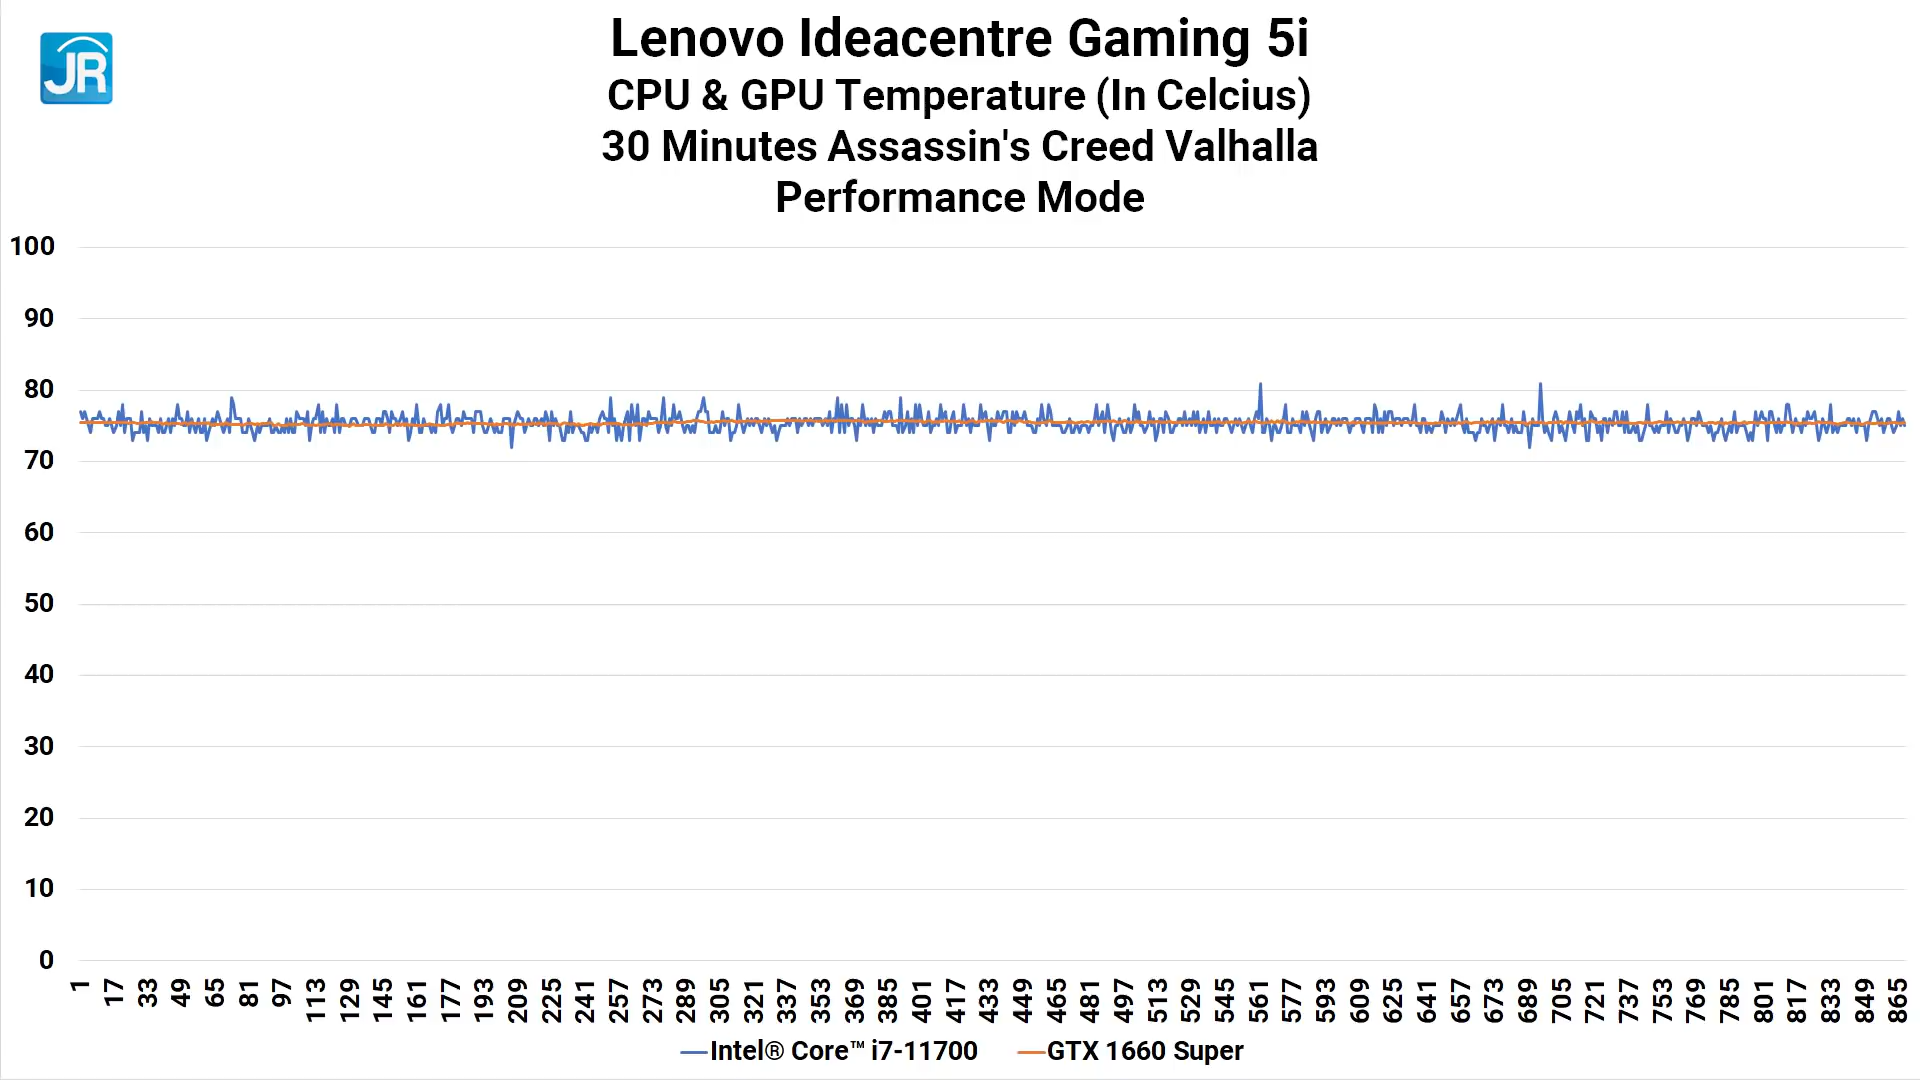 JR
Lenovo Ideacentre Gaming 5i
CPU & GPU Temperature (In Celcius)
30 Minutes Assassin's Creed Valhalla
Performance Mode
100
90
80
70
60
50
40
30
20
10
0
1 17 33 49 65 81 97 113 129 145 161 177 193 209 225 241 257 273 289 305 321 337 353 369 385 401 417 433 449 465 481 497 513 529 545 561 577 593 609 625 641 657 673 689 705 721 737 753 769 785 801 817 833 849 865
Intel® Core™ i7-11700 GTX 1660 Super